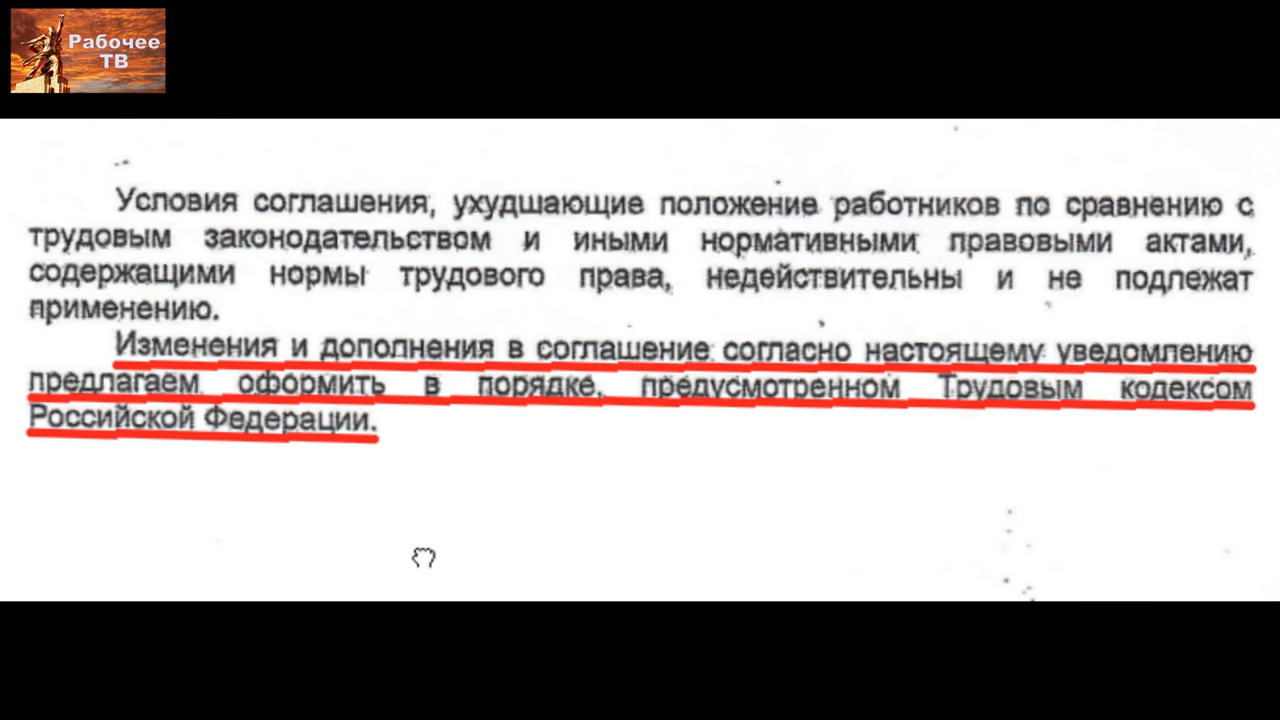 Рабочее
ТВ
Условия соглашения, ухудшающие положение работников по сравнению с
трудовым законодательством и иными нормативными правовыми актами,
содержащими нормы трудового права, недействительны и не подлежат
применению.
Изменения и дополнения в соглашение согласно настоящему уведомлению
предлагаем оформить в порядке, предусмотренном Трудовым кодексом
Российской Федерации.